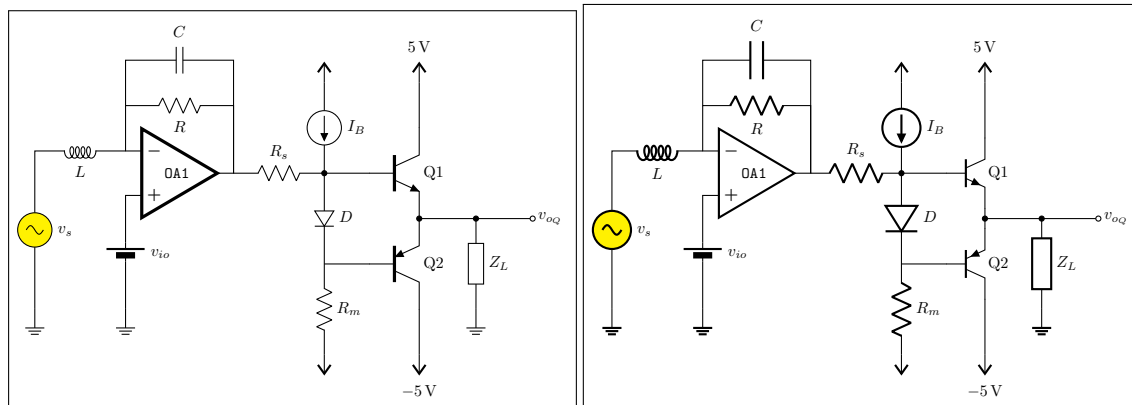 C
5 V
R
I_B
L
OA1
R_s
Q1
v_s
v_io
D
v_oQ
Q2
Z_L
R_m
−5 V
C
5 V
R
I_B
L
OA1
R_s
Q1
v_s
v_io
D
v_oQ
Q2
Z_L
R_m
−5 V